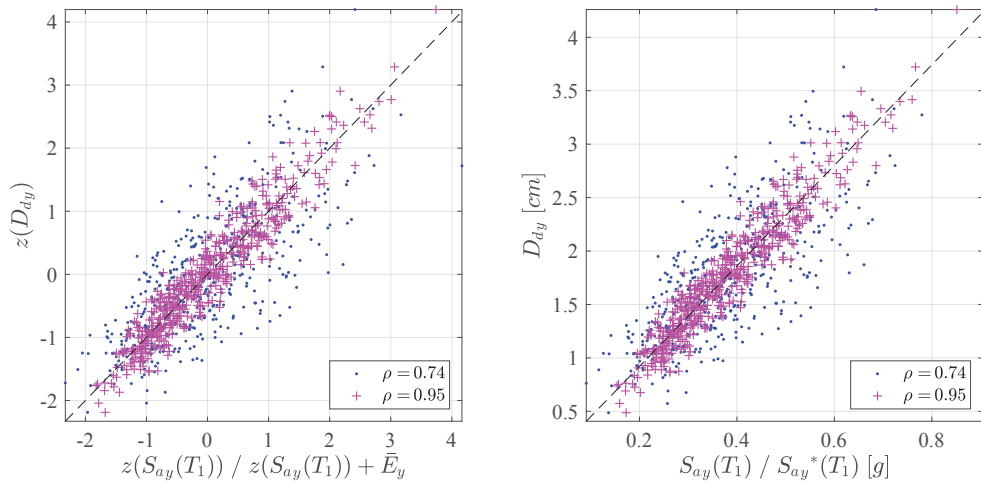 4
3
2
1
0
-1
-2
z(D_{dy})
-2 -1 0 1 2 3 4
z(S_{ay}(T_1)) / z(S_{ay}(T_1)) + \bar{E}_y
ρ = 0.74
ρ = 0.95
4
3.5
3
2.5
2
1.5
1
0.5
D_{dy} [cm]
0.2 0.4 0.6 0.8
S_{ay}(T_1) / S_{ay}^*(T_1) [g]
ρ = 0.74
ρ = 0.95